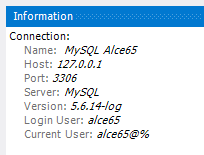 Information
Connection:
Name: MySQL Alce65
Host: 127.0.0.1
Port: 3306
Server: MySQL
Version: 5.6.14-log
Login User: alce65
Current User: alce65@%